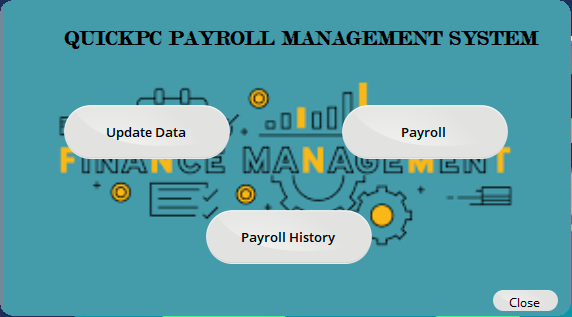 QUICKPC PAYROLL MANAGEMENT SYSTEM
Update Data
Payroll
FINANCE MANAGEMENT
Payroll History
Close